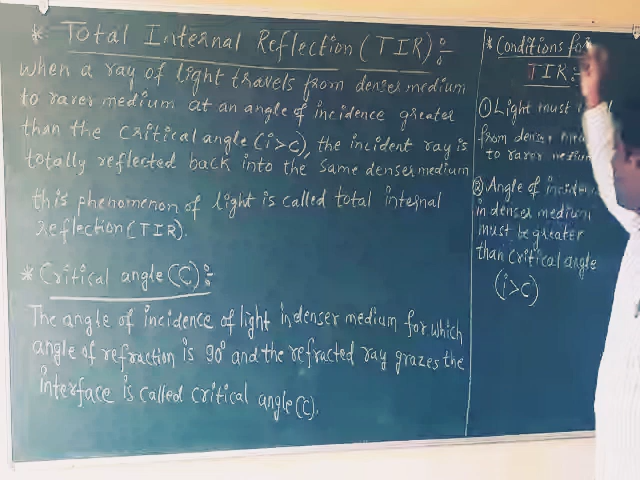 * Total Internal Reflection (TIR) :-
when a ray of light travels from denser medium
to rarer medium at an angle of incidence greater
than the critical angle (i>C), the incident ray is
totally reflected back into the same denser medium
this phenomenon of light is called total internal
reflection (TIR).
* Critical angle (C) :-
The angle of incidence of light in denser medium for which
angle of refraction is 90° and the refracted ray grazes the
interface is called critical angle (C).
* Conditions for
TIR :-
① Light must
from denser
to rarer medium
② Angle of
in denser medium
must be greater
than critical angle
(i>C)